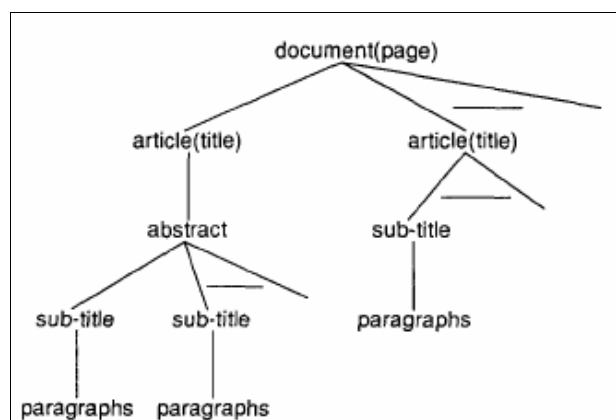 document(page)
article(title) article(title)
abstract sub-title
sub-title sub-title paragraphs
paragraphs paragraphs